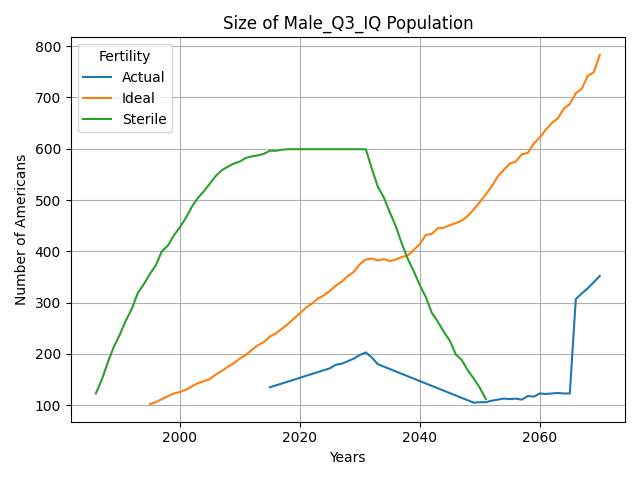 Size of Male_Q3_IQ Population
Number of Americans
800
700
600
500
400
300
200
100
Fertility
Actual
Ideal
Sterile
2000
2020
2040
2060
Years